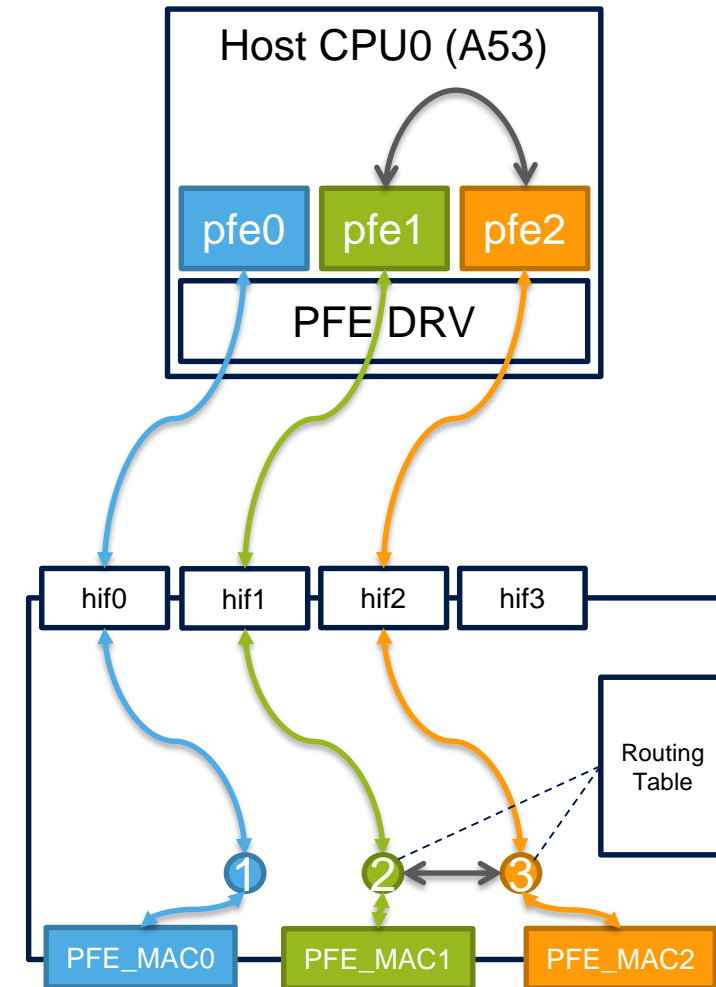 Host CPU0 (A53)
pfe0
pfe1
pfe2
PFE DRV
hif0
hif1
hif2
hif3
Routing
Table
1
2
3
PFE_MAC0
PFE_MAC1
PFE_MAC2